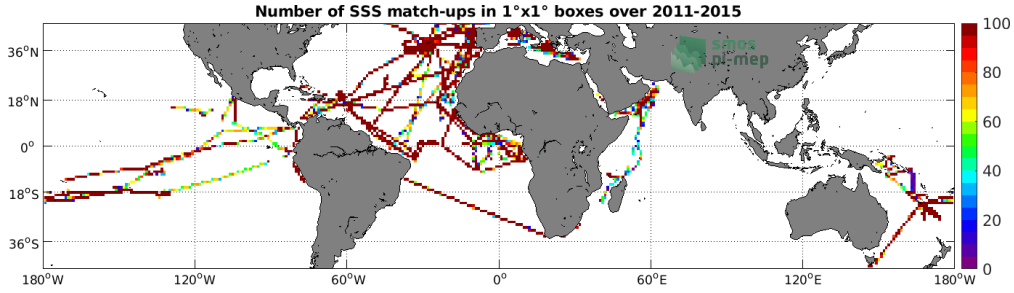 Number of SSS match-ups in 1°x1° boxes over 2011-2015
smos
pi-mep
36°N
18°N
0°
18°S
36°S
180°W
120°W
60°W
0°
60°E
120°E
180°W
100
80
60
40
20
0